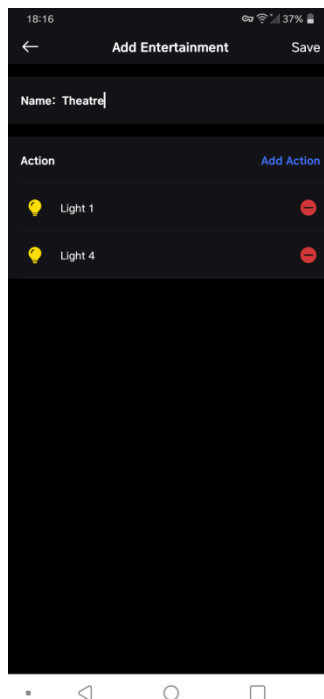 18:16 37%
Add Entertainment Save
Name: Theatre
Action Add Action
Light 1
Light 4